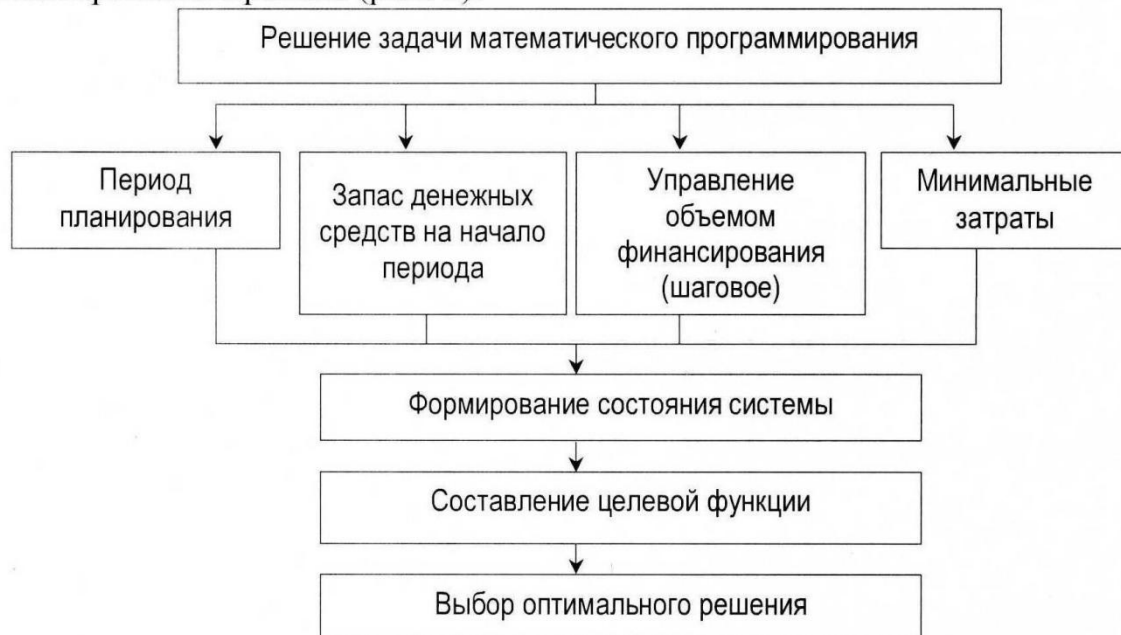 Решение задачи математического программирования
Период
планирования
Запас денежных
средств на начало
периода
Управление
объемом
финансирования
(шаговое)
Минимальные
затраты
Формирование состояния системы
Составление целевой функции
Выбор оптимального решения